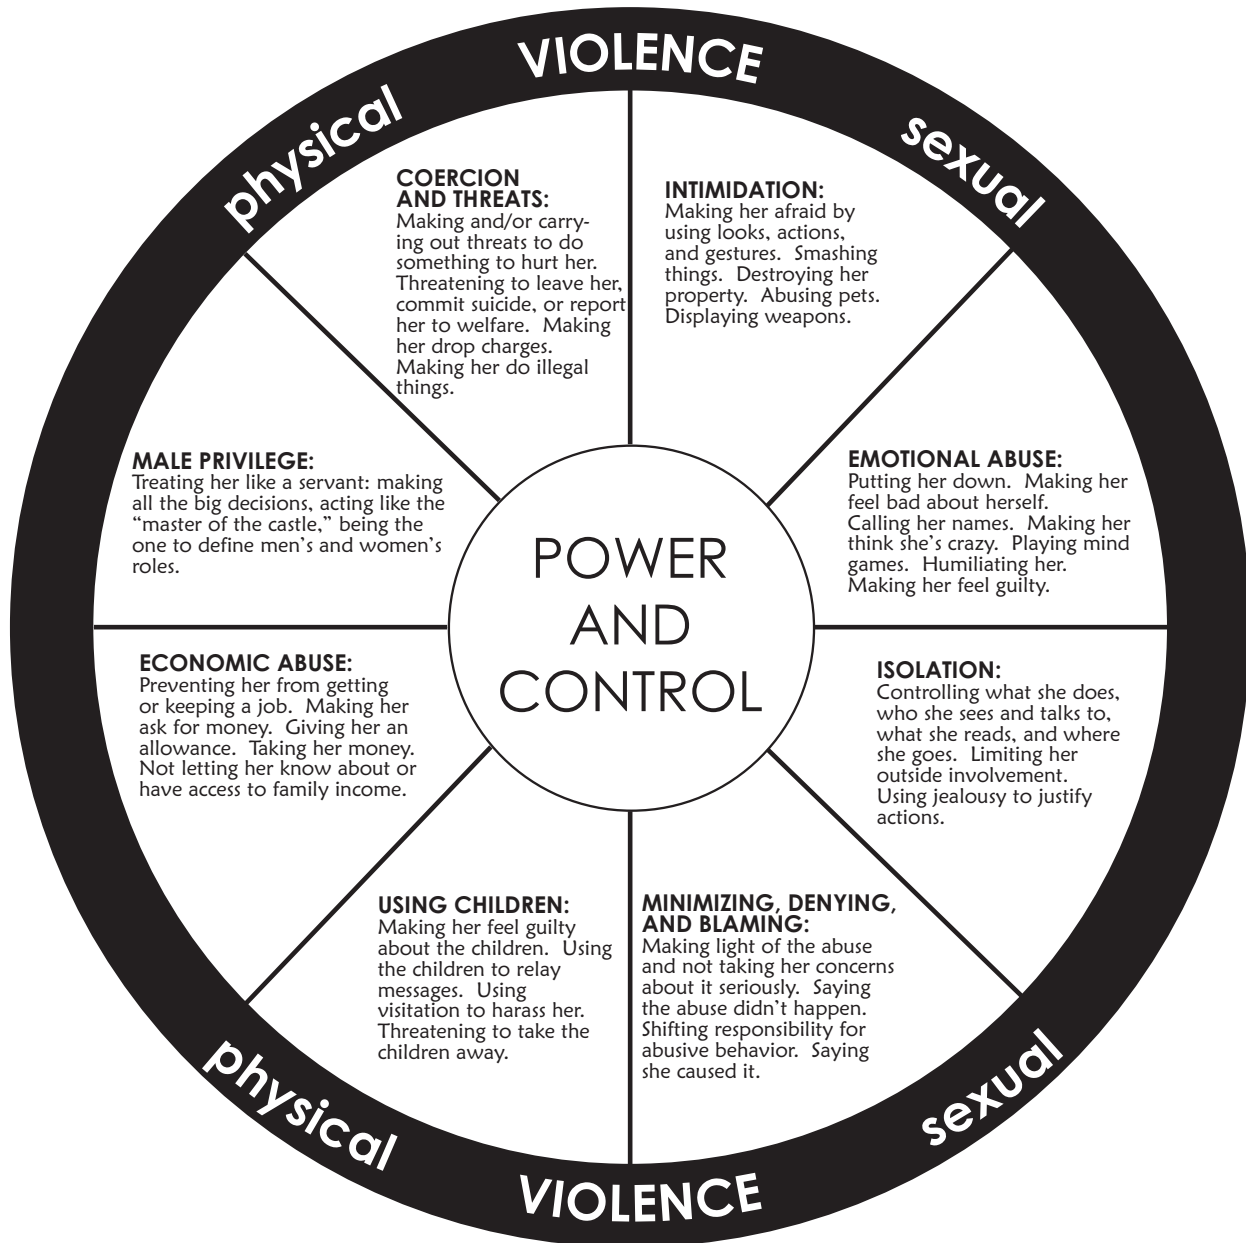 physical VIOLENCE sexual
COERCION
AND THREATS:
Making and/or carry-
ing out threats to do
something to hurt her.
Threatening to leave her,
commit suicide, or report
her to welfare.  Making
her drop charges.
Making her do illegal
things.
INTIMIDATION:
Making her afraid by
using looks, actions,
and gestures.  Smashing
things.  Destroying her
property.  Abusing pets.
Displaying weapons.
MALE PRIVILEGE:
Treating her like a servant: making
all the big decisions, acting like the
“master of the castle,” being the
one to define men’s and women’s
roles.
EMOTIONAL ABUSE:
Putting her down.  Making her
feel bad about herself.
Calling her names.  Making her
think she’s crazy.  Playing mind
games.  Humiliating her.
Making her feel guilty.
POWER
AND
CONTROL
ECONOMIC ABUSE:
Preventing her from getting
or keeping a job.  Making her
ask for money.  Giving her an
allowance.  Taking her money.
Not letting her know about or
have access to family income.
ISOLATION:
Controlling what she does,
who she sees and talks to,
what she reads, and where
she goes.  Limiting her
outside involvement.
Using jealousy to justify
actions.
USING CHILDREN:
Making her feel guilty
about the children.  Using
the children to relay
messages.  Using
visitation to harass her.
Threatening to take the
children away.
MINIMIZING, DENYING,
AND BLAMING:
Making light of the abuse
and not taking her concerns
about it seriously.  Saying
the abuse didn’t happen.
Shifting responsibility for
abusive behavior.  Saying
she caused it.
physical VIOLENCE sexual